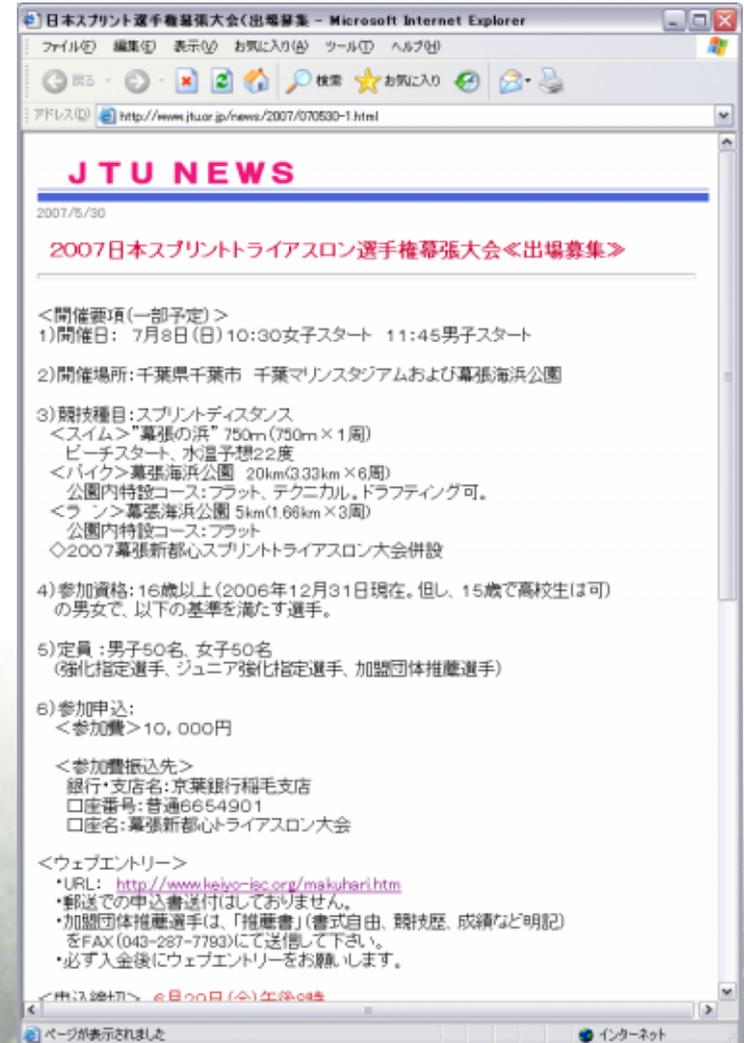 日本スプリント選手権幕張大会(出場募集 - Microsoft Internet Explorer
ファイル(F) 編集(E) 表示(V) お気に入り(A) ツール(T) ヘルプ(H)
戻る 検索 お気に入り
アドレス(D) http://www.jtu.or.jp/news/2007/070530-1.html
JTU NEWS
2007/5/30
2007日本スプリントトライアスロン選手権幕張大会≪出場募集≫
<開催要項(一部予定)>
1)開催日: 7月8日(日)10:30女子スタート 11:45男子スタート
2)開催場所:千葉県千葉市 千葉マリンスタジアムおよび幕張海浜公園
3)競技種目:スプリントディスタンス
<スイム>"幕張の浜" 750m(750m×1周)
ビーチスタート、水温予想22度
<バイク>幕張海浜公園 20km(3.33km×6周)
公園内特設コース:フラット、テクニカル。ドラフティング可。
<ラ ン>幕張海浜公園 5km(1.66km×3周)
公園内特設コース:フラット
◇2007幕張新都心スプリントトライアスロン大会併設
4)参加資格:16歳以上(2006年12月31日現在。但し、15歳で高校生は可)
の男女で、以下の基準を満たす選手。
5)定員:男子50名、女子50名
(強化指定選手、ジュニア強化指定選手、加盟団体推薦選手)
6)参加申込:
<参加費>10,000円
<参加費振込先>
銀行・支店名:京葉銀行稲毛支店
口座番号:普通6654901
口座名:幕張新都心トライアスロン大会
<ウェブエントリー>
・URL: http://www.keiyo-isc.org/makuhari.htm
・郵送での申込書送付はしておりません。
・加盟団体推薦選手は、「推薦書」(書式自由、競技歴、成績など明記)
をFAX(043-287-7793)にて送信して下さい。
・必ず入金後にウェブエントリーをお願いします。
<申込締切>
ページが表示されました インターネット